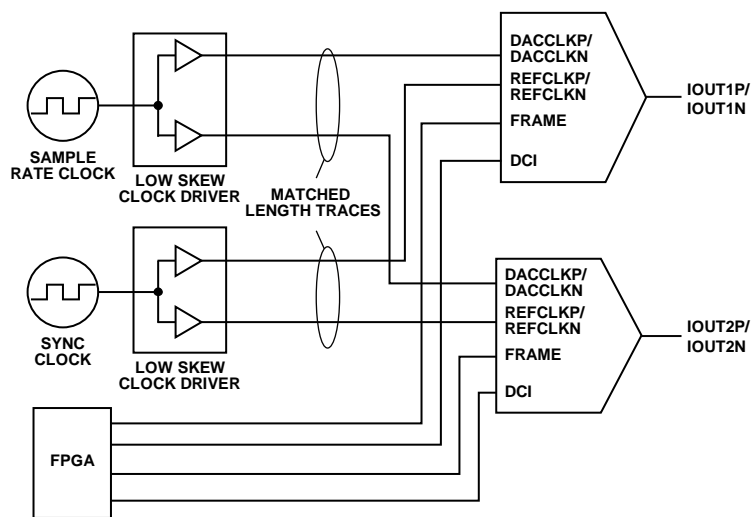 DACCLKP/
DACCLKN
REFCLKP/
REFCLKN
FRAME
DCI
IOUT1P/
IOUT1N
SAMPLE
RATE CLOCK
LOW SKEW
CLOCK DRIVER
MATCHED
LENGTH TRACES
SYNC
CLOCK
LOW SKEW
CLOCK DRIVER
DACCLKP/
DACCLKN
REFCLKP/
REFCLKN
FRAME
DCI
IOUT2P/
IOUT2N
FPGA